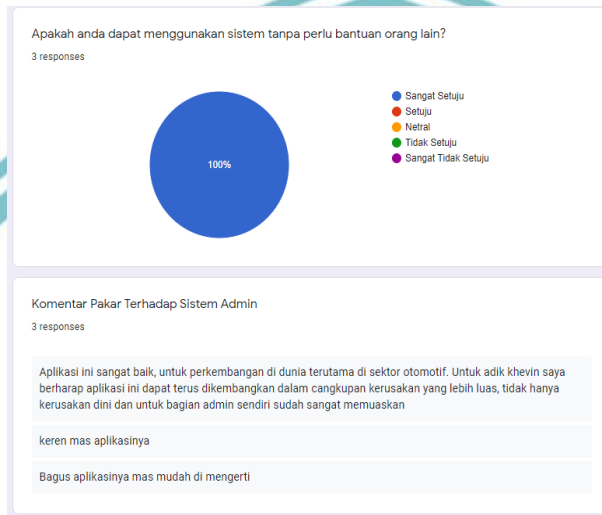 Apakah anda dapat menggunakan sistem tanpa perlu bantuan orang lain?
3 responses
100%
Sangat Setuju
Setuju
Netral
Tidak Setuju
Sangat Tidak Setuju
Komentar Pakar Terhadap Sistem Admin
3 responses
Aplikasi ini sangat baik, untuk perkembangan di dunia terutama di sektor otomotif. Untuk adik khevin saya
berharap aplikasi ini dapat terus dikembangkan dalam cangkupan kerusakan yang lebih luas, tidak hanya
kerusakan dini dan untuk bagian admin sendiri sudah sangat memuaskan
keren mas aplikasinya
Bagus aplikasinya mas mudah di mengerti